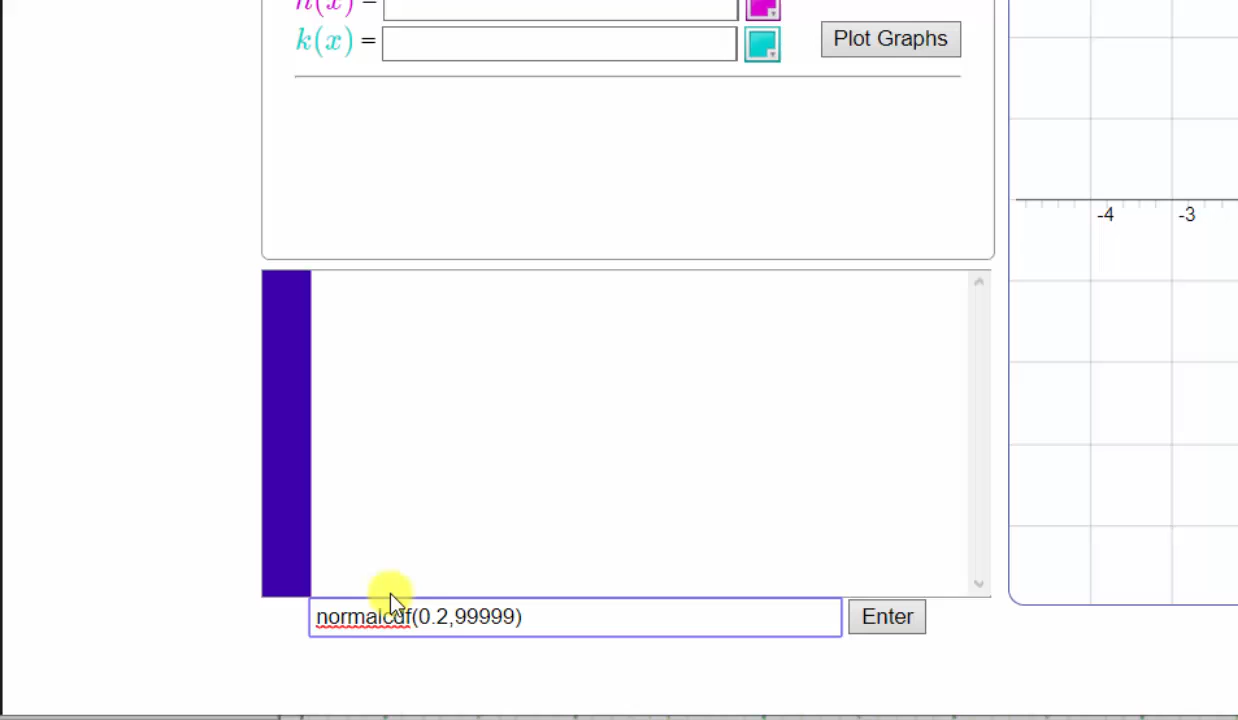 h(x) =
k(x) =
Plot Graphs
-4 -3
normalcdf(0.2,99999)
Enter